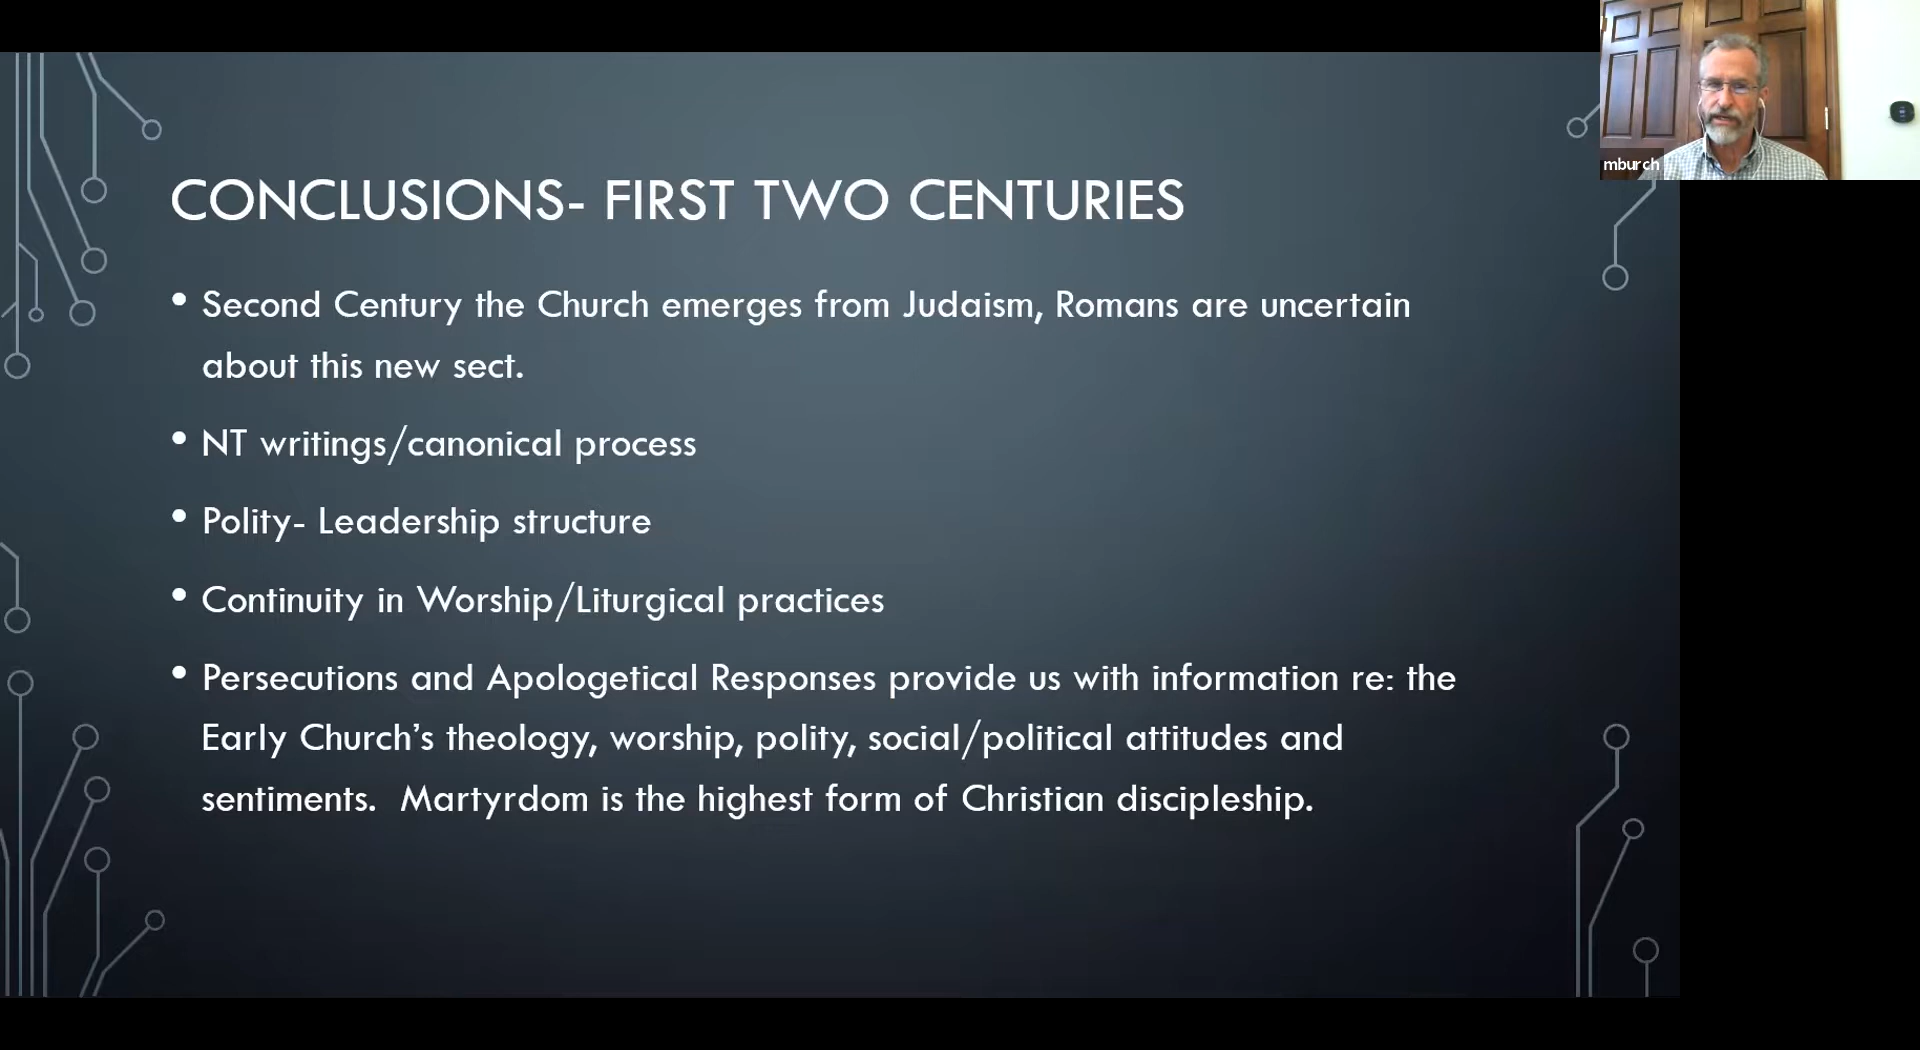 mburch
CONCLUSIONS- FIRST TWO CENTURIES
• Second Century the Church emerges from Judaism, Romans are uncertain
about this new sect.
• NT writings/canonical process
• Polity- Leadership structure
• Continuity in Worship/Liturgical practices
• Persecutions and Apologetical Responses provide us with information re: the
Early Church’s theology, worship, polity, social/political attitudes and
sentiments.  Martyrdom is the highest form of Christian discipleship.